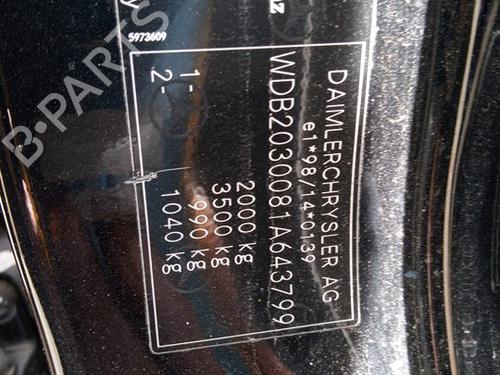 DAIMLERCHRYSLER AG
e1*98/14*0139
WDB2030081A643799
2000 kg
3500 kg
1- 990 kg
2- 1040 kg
5973609
B-PARTS